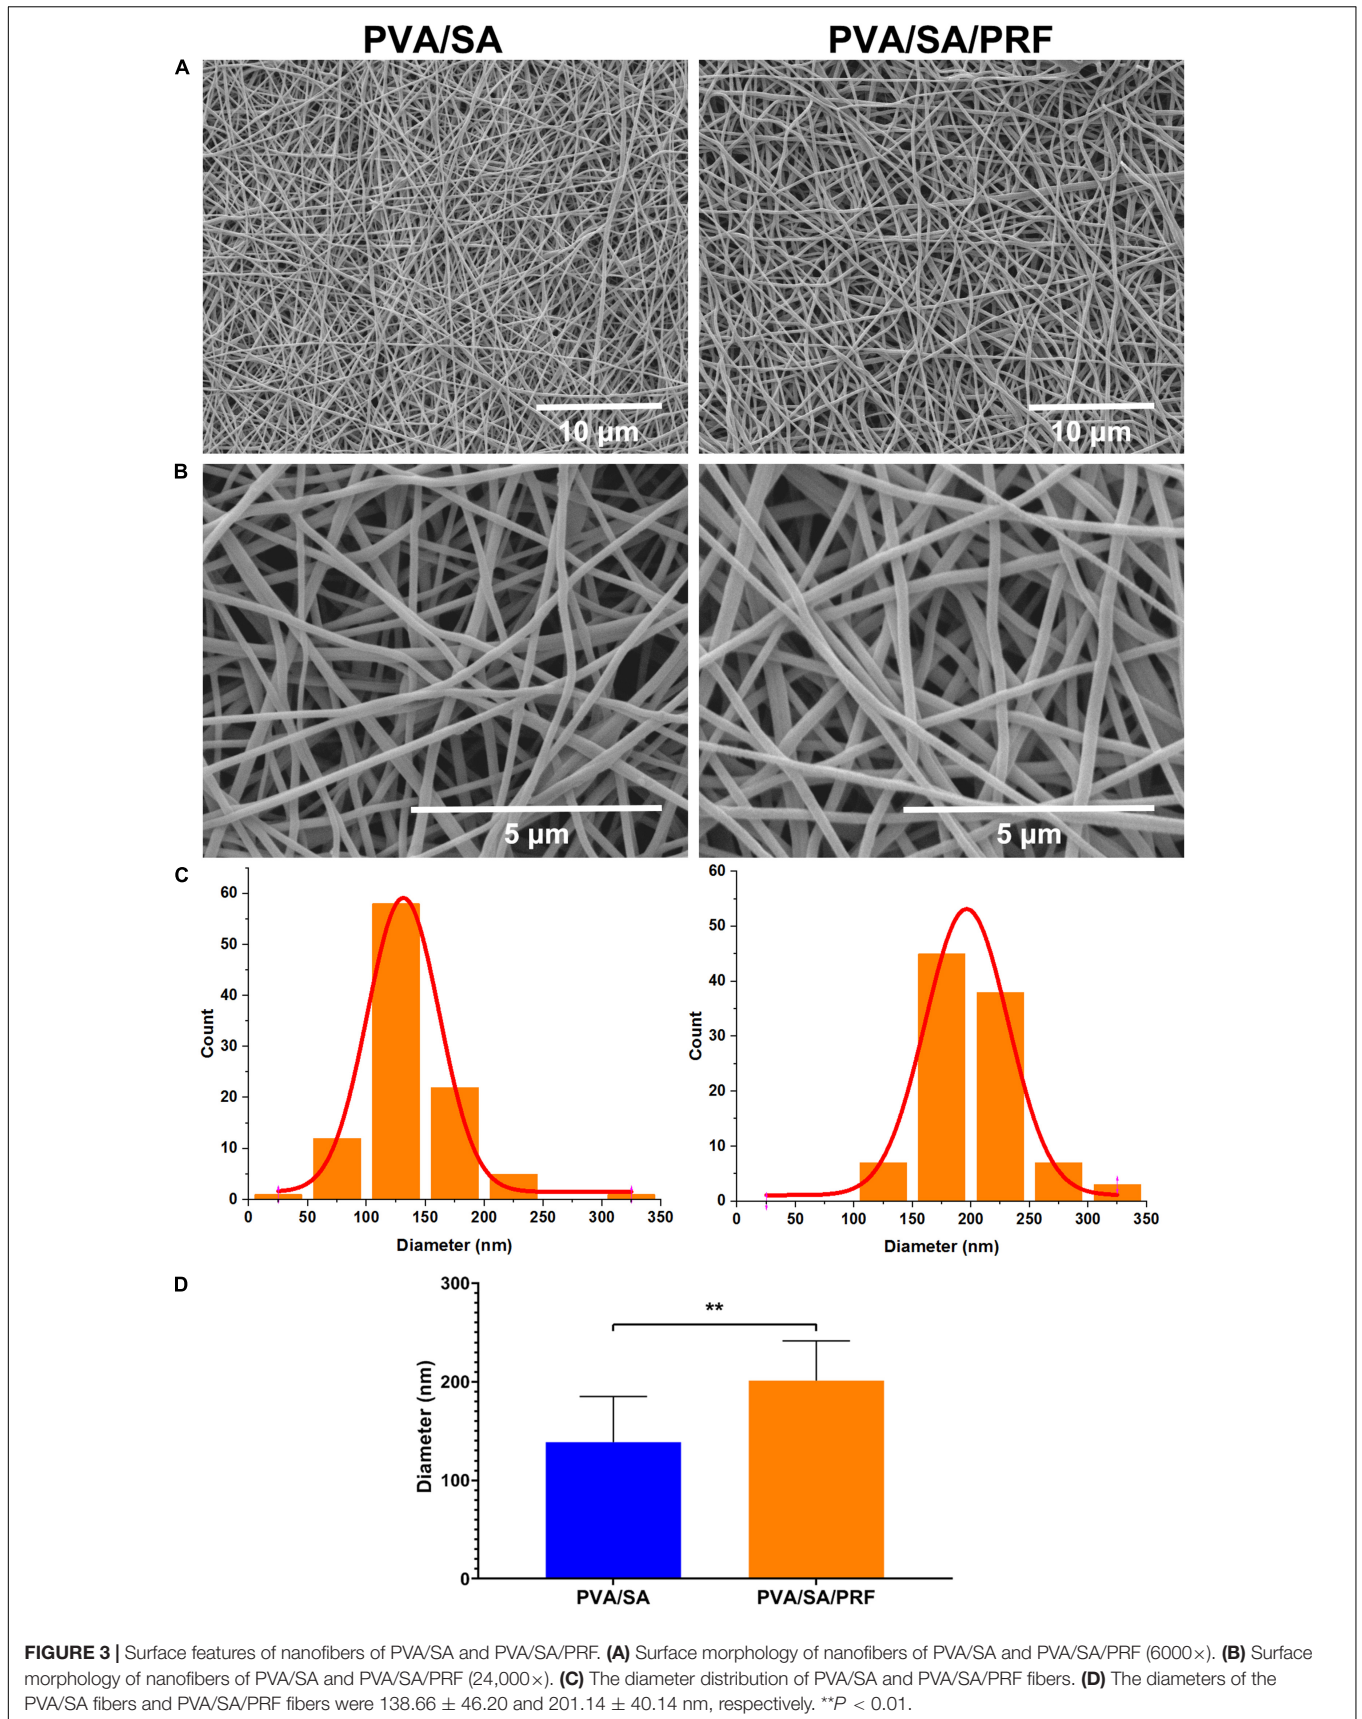 PVA/SA PVA/SA/PRF
A
10 µm 10 µm
B
5 µm 5 µm
C
60
50
40
30
20
10
0
Count
0 50 100 150 200 250 300 350
Diameter (nm)
60
50
40
30
20
10
0
Count
0 50 100 150 200 250 300 350
Diameter (nm)
D
300
200
100
0
Diameter (nm)
**
PVA/SA PVA/SA/PRF
FIGURE 3 | Surface features of nanofibers of PVA/SA and PVA/SA/PRF. (A) Surface morphology of nanofibers of PVA/SA and PVA/SA/PRF (6000×). (B) Surface
morphology of nanofibers of PVA/SA and PVA/SA/PRF (24,000×). (C) The diameter distribution of PVA/SA and PVA/SA/PRF fibers. (D) The diameters of the
PVA/SA fibers and PVA/SA/PRF fibers were 138.66 ± 46.20 and 201.14 ± 40.14 nm, respectively. **P < 0.01.